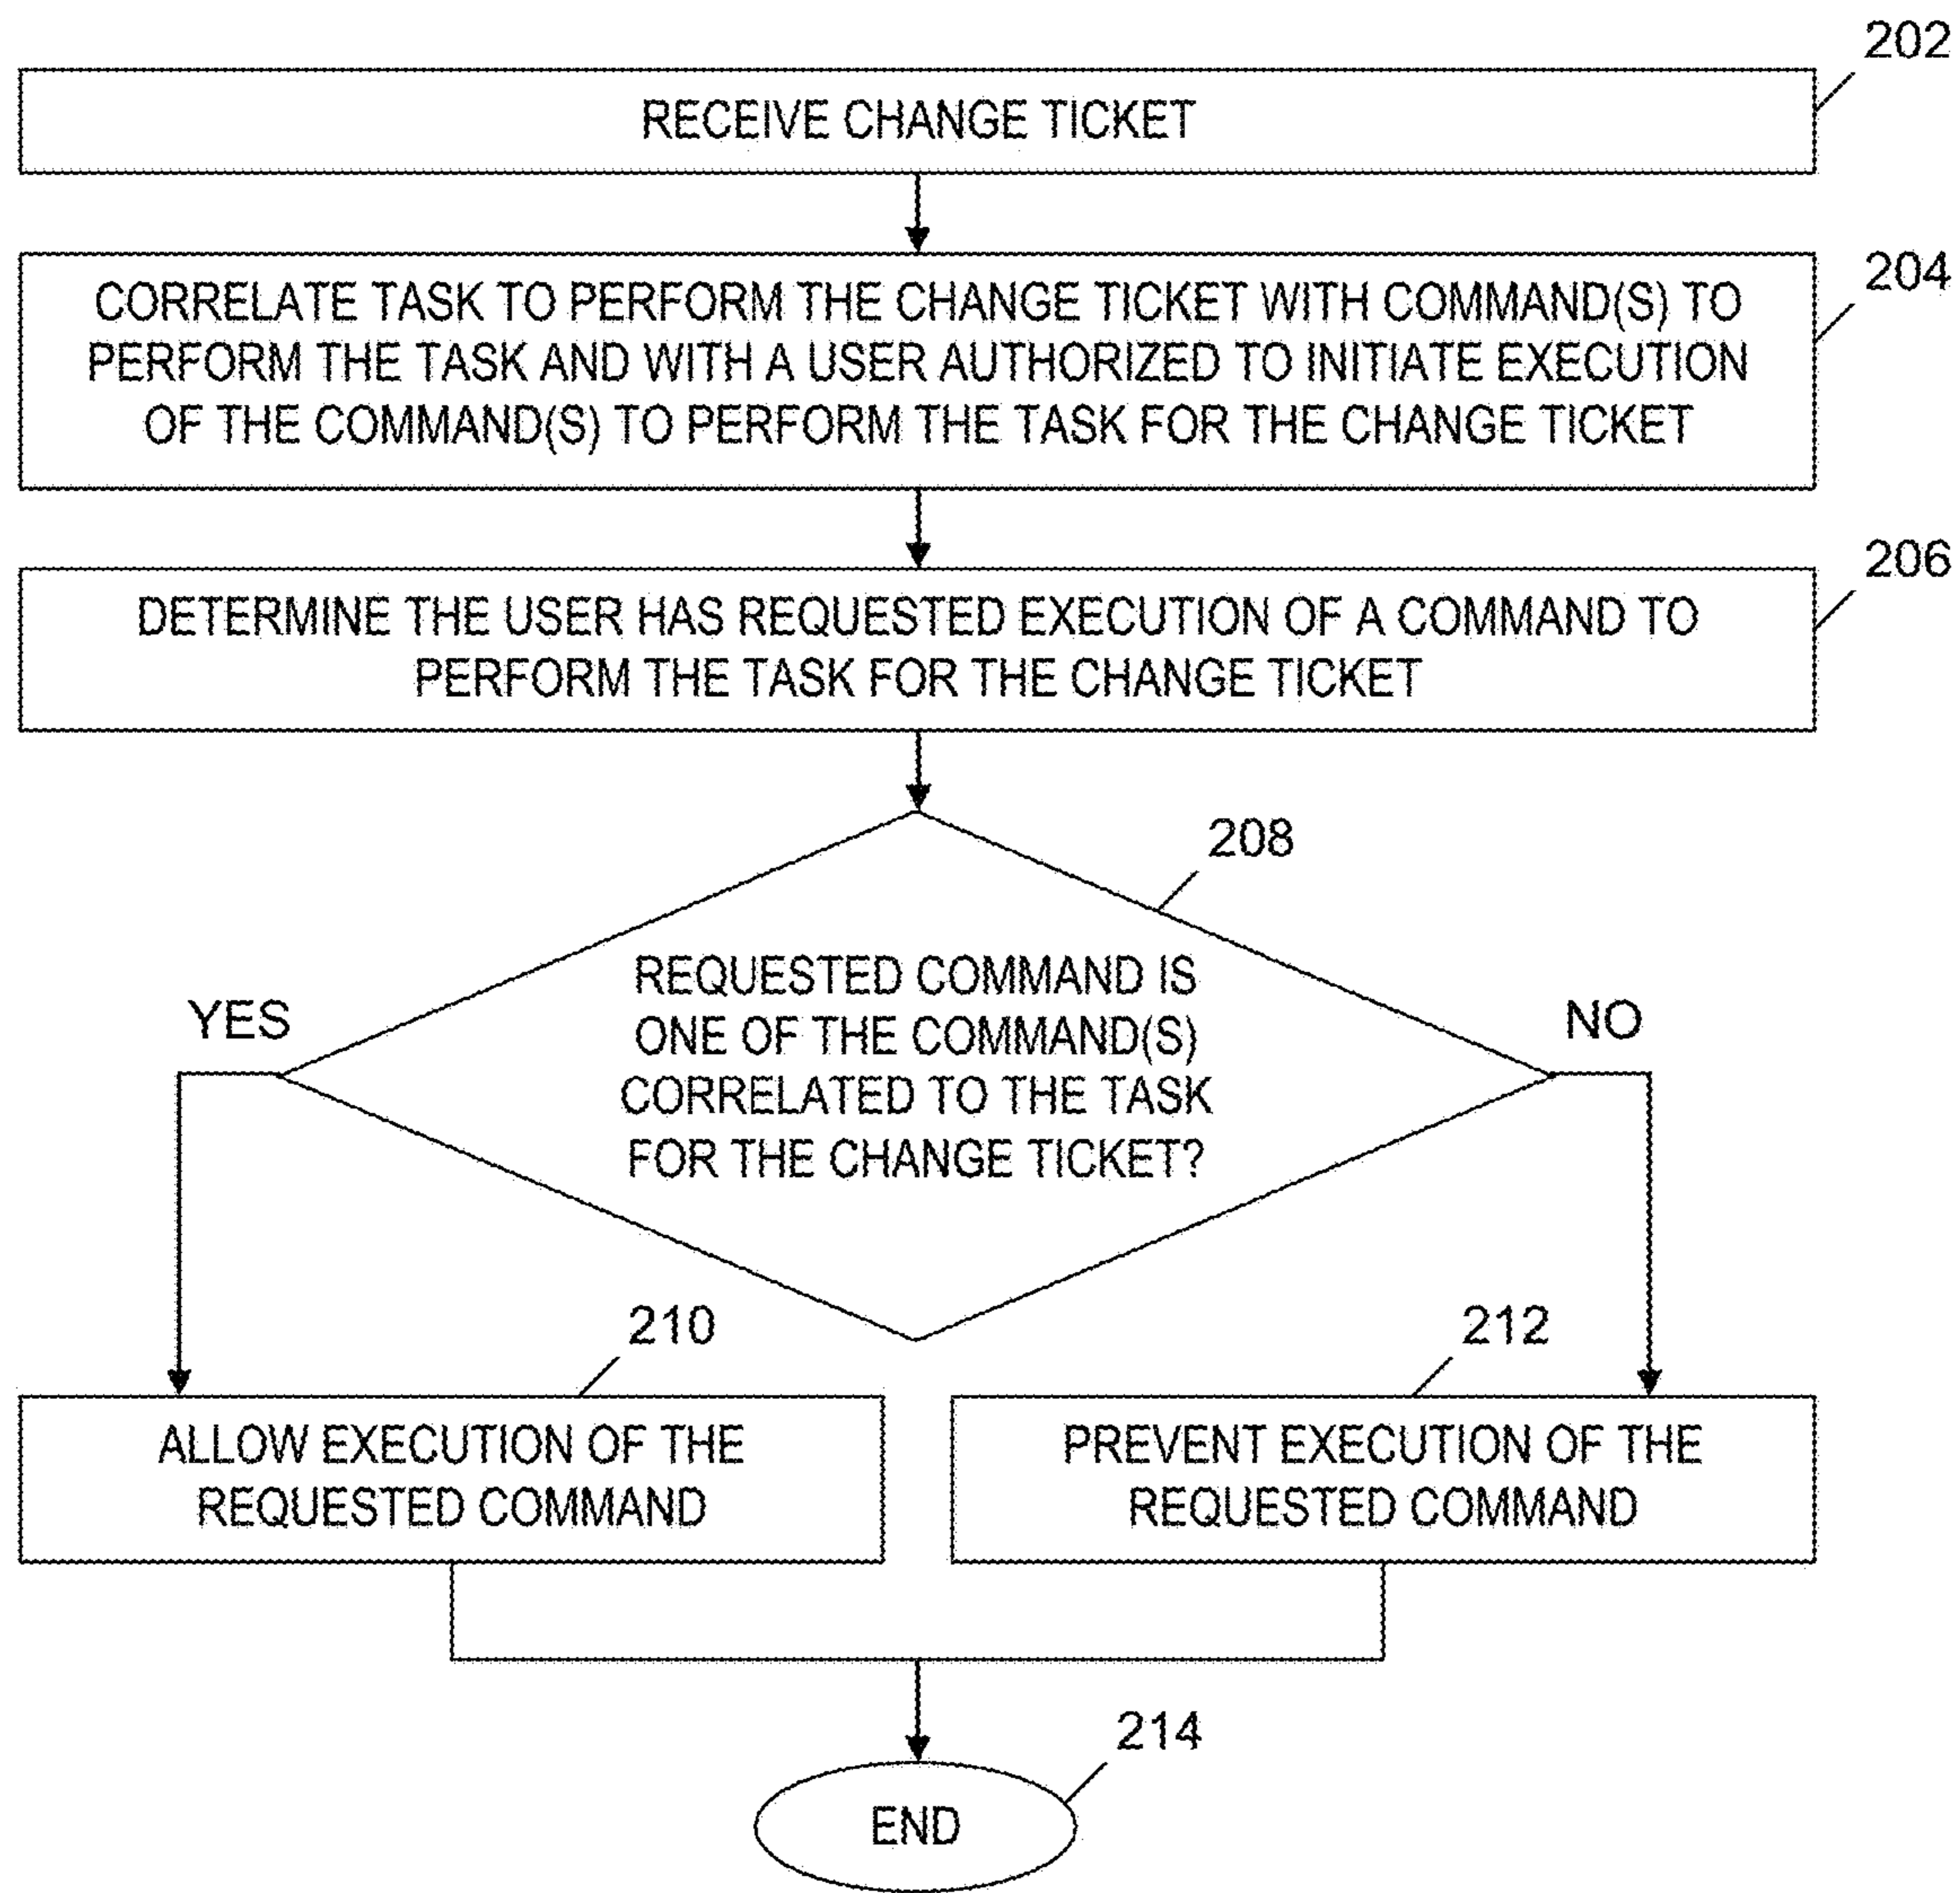 202
RECEIVE CHANGE TICKET
204
CORRELATE TASK TO PERFORM THE CHANGE TICKET WITH COMMAND(S) TO
PERFORM THE TASK AND WITH A USER AUTHORIZED TO INITIATE EXECUTION
OF THE COMMAND(S) TO PERFORM THE TASK FOR THE CHANGE TICKET
206
DETERMINE THE USER HAS REQUESTED EXECUTION OF A COMMAND TO
PERFORM THE TASK FOR THE CHANGE TICKET
208
REQUESTED COMMAND IS
ONE OF THE COMMAND(S)
CORRELATED TO THE TASK
FOR THE CHANGE TICKET?
YES
NO
210
ALLOW EXECUTION OF THE
REQUESTED COMMAND
212
PREVENT EXECUTION OF THE
REQUESTED COMMAND
214
END